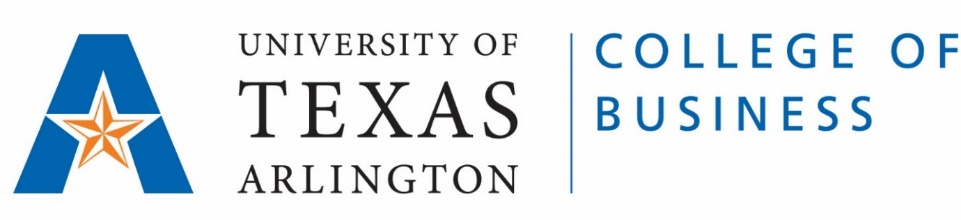 UNIVERSITY OF
TEXAS
ARLINGTON
COLLEGE OF
BUSINESS